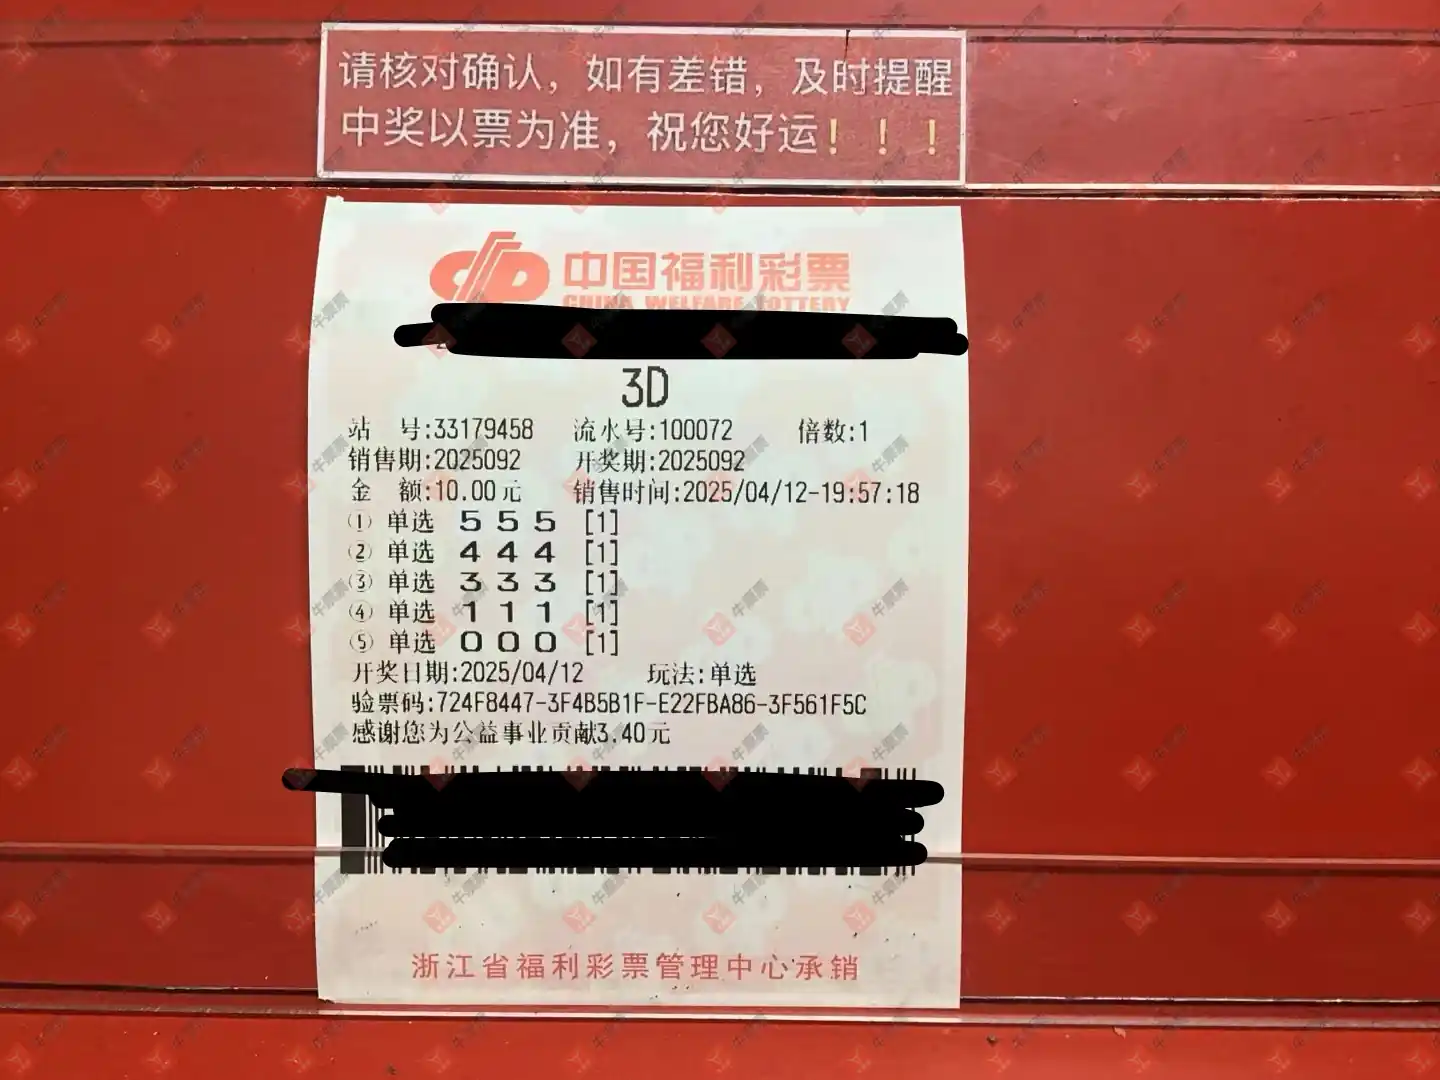 请核对确认，如有差错，及时提醒
中奖以票为准，祝您好运！！！
中国福利彩票
CHINA WELFARE LOTTERY
3D
站 号:33179458 流水号:100072 倍数:1
销售期:2025092 开奖期:2025092
金 额:10.00元 销售时间:2025/04/12-19:57:18
① 单选 5 5 5 [1]
② 单选 4 4 4 [1]
③ 单选 3 3 3 [1]
④ 单选 1 1 1 [1]
⑤ 单选 0 0 0 [1]
开奖日期:2025/04/12 玩法:单选
验票码:724F8447-3F4B5B1F-E22FBA86-3F561F5C
感谢您为公益事业贡献3.40元
浙江省福利彩票管理中心承销
牛票票